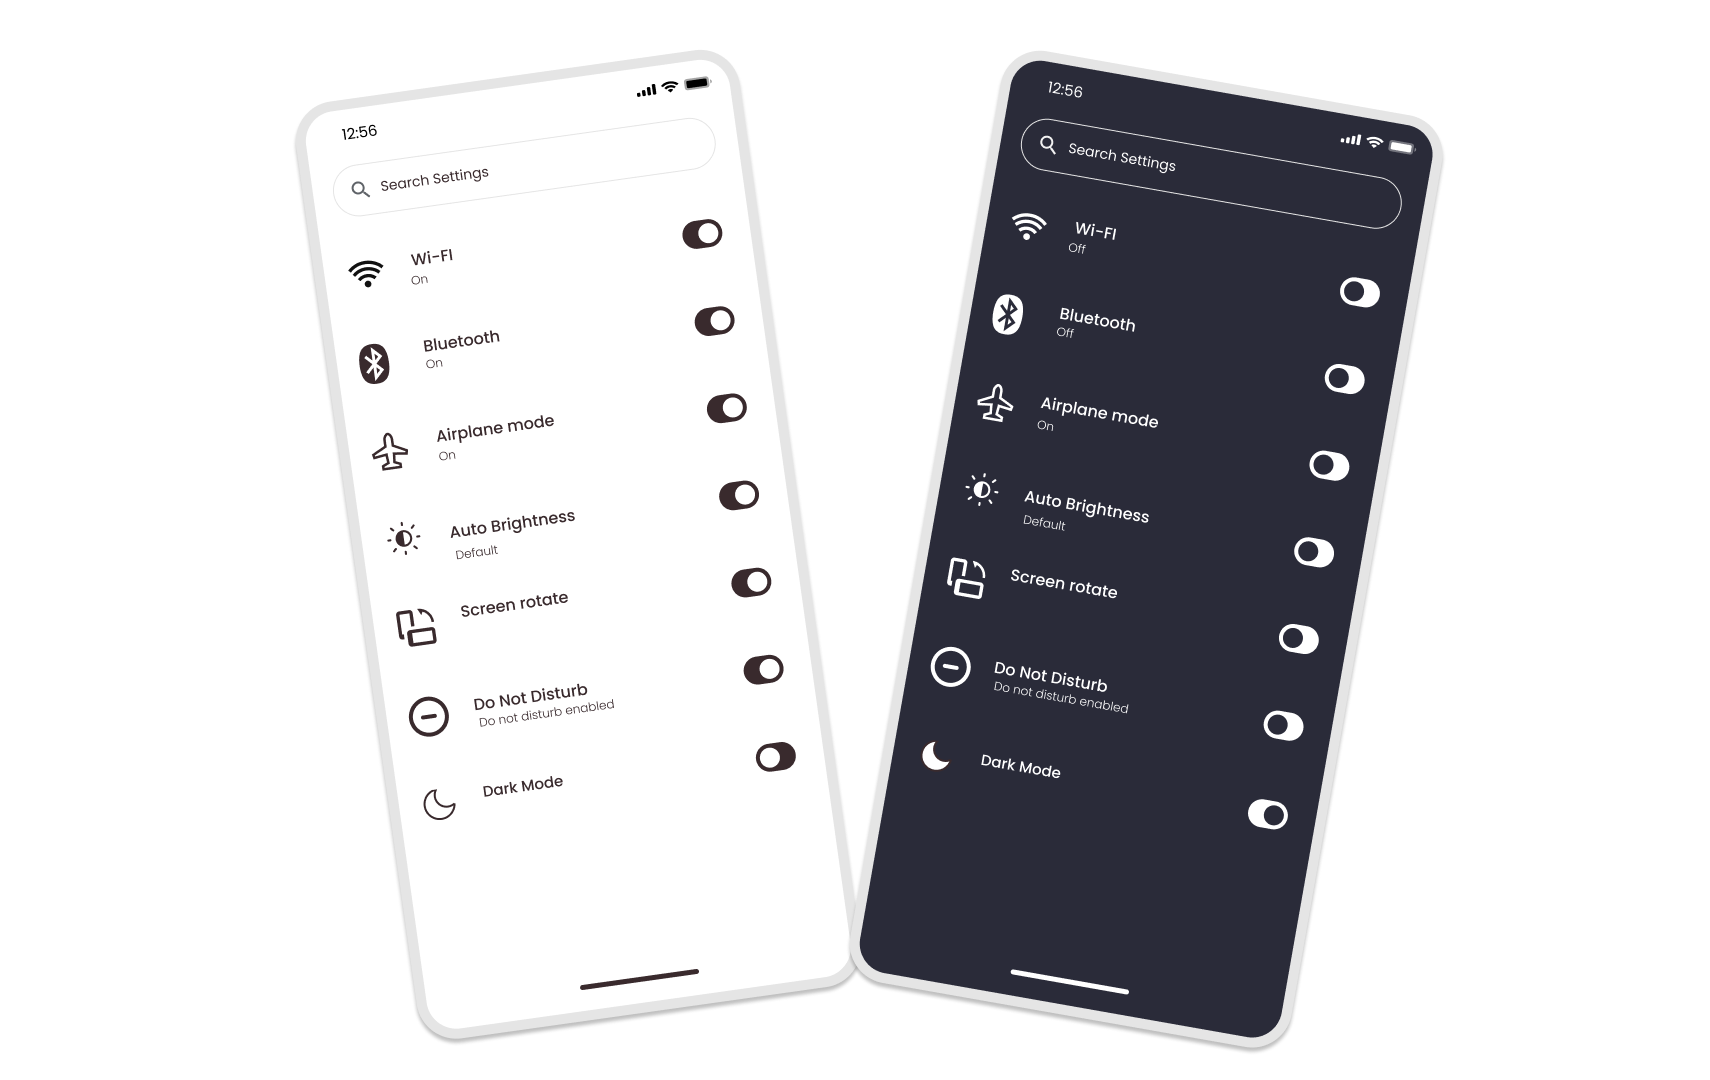 12:56
Search Settings
Wi-FI
On
Bluetooth
On
Airplane mode
On
Auto Brightness
Default
Screen rotate
Do Not Disturb
Do not disturb enabled
Dark Mode
12:56
Search Settings
Wi-FI
Off
Bluetooth
Off
Airplane mode
On
Auto Brightness
Default
Screen rotate
Do Not Disturb
Do not disturb enabled
Dark Mode